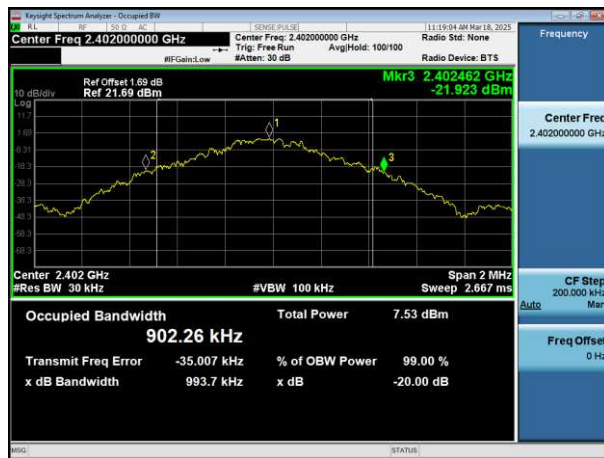 Keysight Spectrum Analyzer - Occupied BW
RL RF 50 Ω AC SENSE:PULSE 11:19:04 AM Mar 18, 2025
Center Freq 2.402000000 GHz
Center Freq: 2.402000000 GHz
Radio Std: None
Trig: Free Run Avg|Hold: 100/100
#IFGain:Low #Atten: 30 dB Radio Device: BTS
Frequency
Ref Offset 1.69 dB
Mkr3 2.402462 GHz
10 dB/div Ref 21.69 dBm -21.923 dBm
Log
11.7
1.69
-8.31
-18.3
-28.3
-38.3
-48.3
-58.3
-68.3
1
2
3
Center 2.402 GHz Span 2 MHz
#Res BW 30 kHz #VBW 100 kHz Sweep 2.667 ms
Occupied Bandwidth Total Power 7.53 dBm
902.26 kHz
Transmit Freq Error -35.007 kHz % of OBW Power 99.00 %
x dB Bandwidth 993.7 kHz x dB -20.00 dB
Center Freq
2.402000000 GHz
CF Step
200.000 kHz
Auto Man
Freq Offset
0 Hz
MSG STATUS